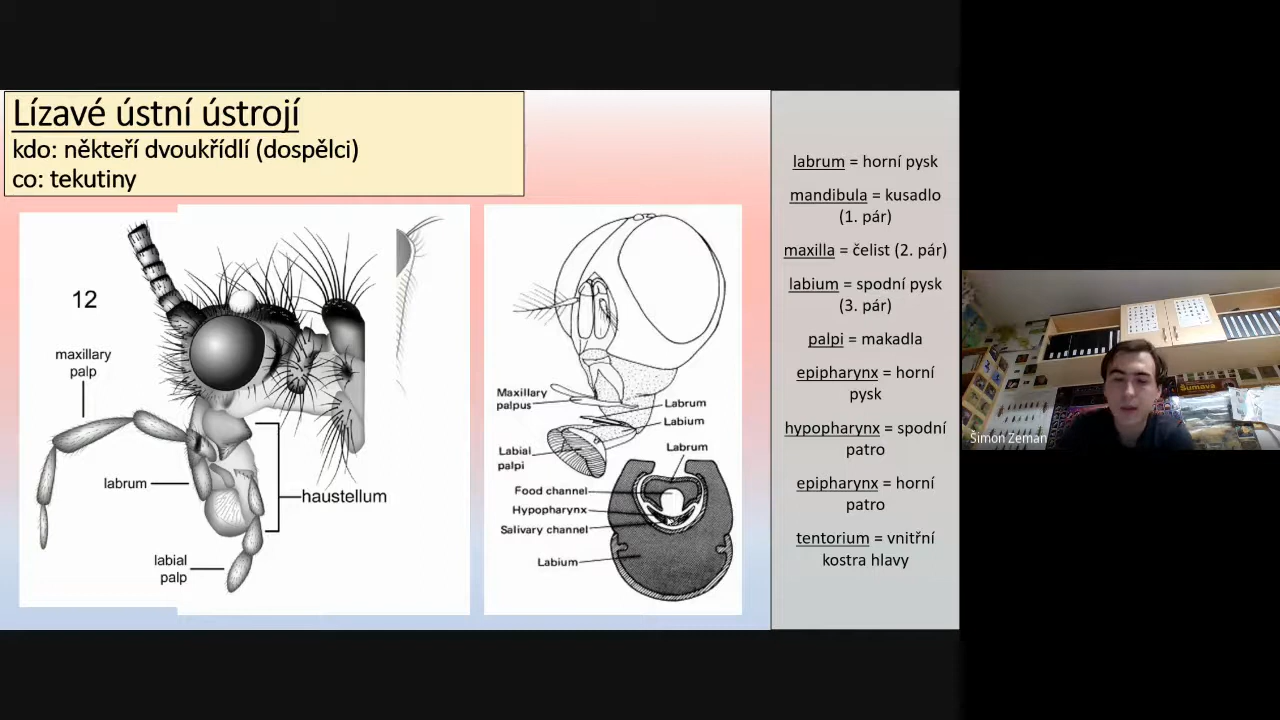 Lízavé ústní ústrojí
kdo: někteří dvoukřídlí (dospělci)
co: tekutiny
12
maxillary
palp
labrum
haustellum
labial
palp
Maxillary
palpus
Labrum
Labium
Labial
palpi
Labrum
Food channel
Hypopharynx
Salivary channel
Labium
labrum = horní pysk
mandibula = kusadlo
(1. pár)
maxilla = čelist (2. pár)
labium = spodní pysk
(3. pár)
palpi = makadla
epipharynx = horní
pysk
hypopharynx = spodní
patro
epipharynx = horní
patro
tentorium = vnitřní
kostra hlavy
Šimon Zeman
Šumava